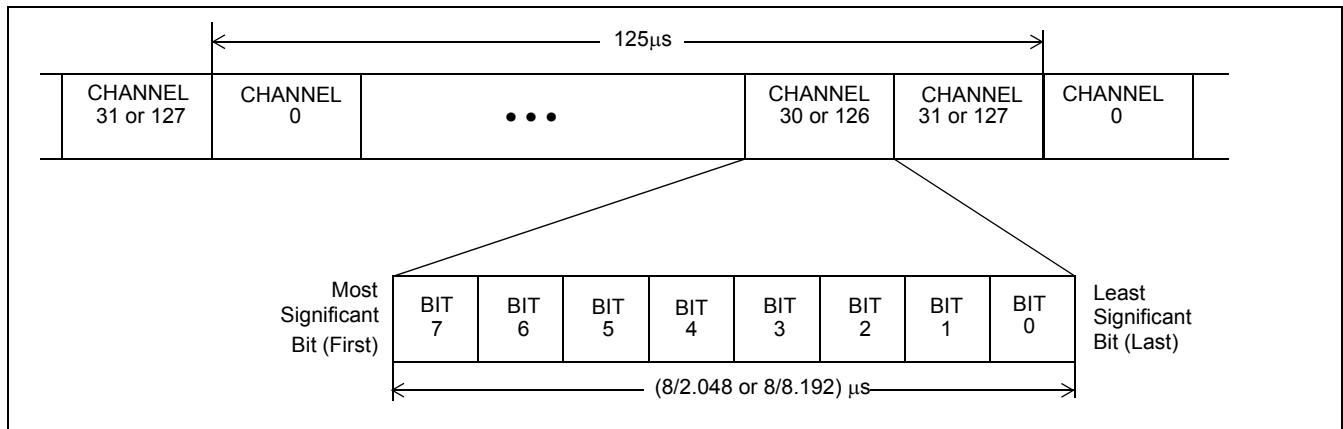 125μs
CHANNEL
31 or 127
CHANNEL
0
• • •
CHANNEL
30 or 126
CHANNEL
31 or 127
CHANNEL
0
Most
Significant
Bit (First)
BIT
7
BIT
6
BIT
5
BIT
4
BIT
3
BIT
2
BIT
1
BIT
0
Least
Significant
Bit (Last)
(8/2.048 or 8/8.192) μs